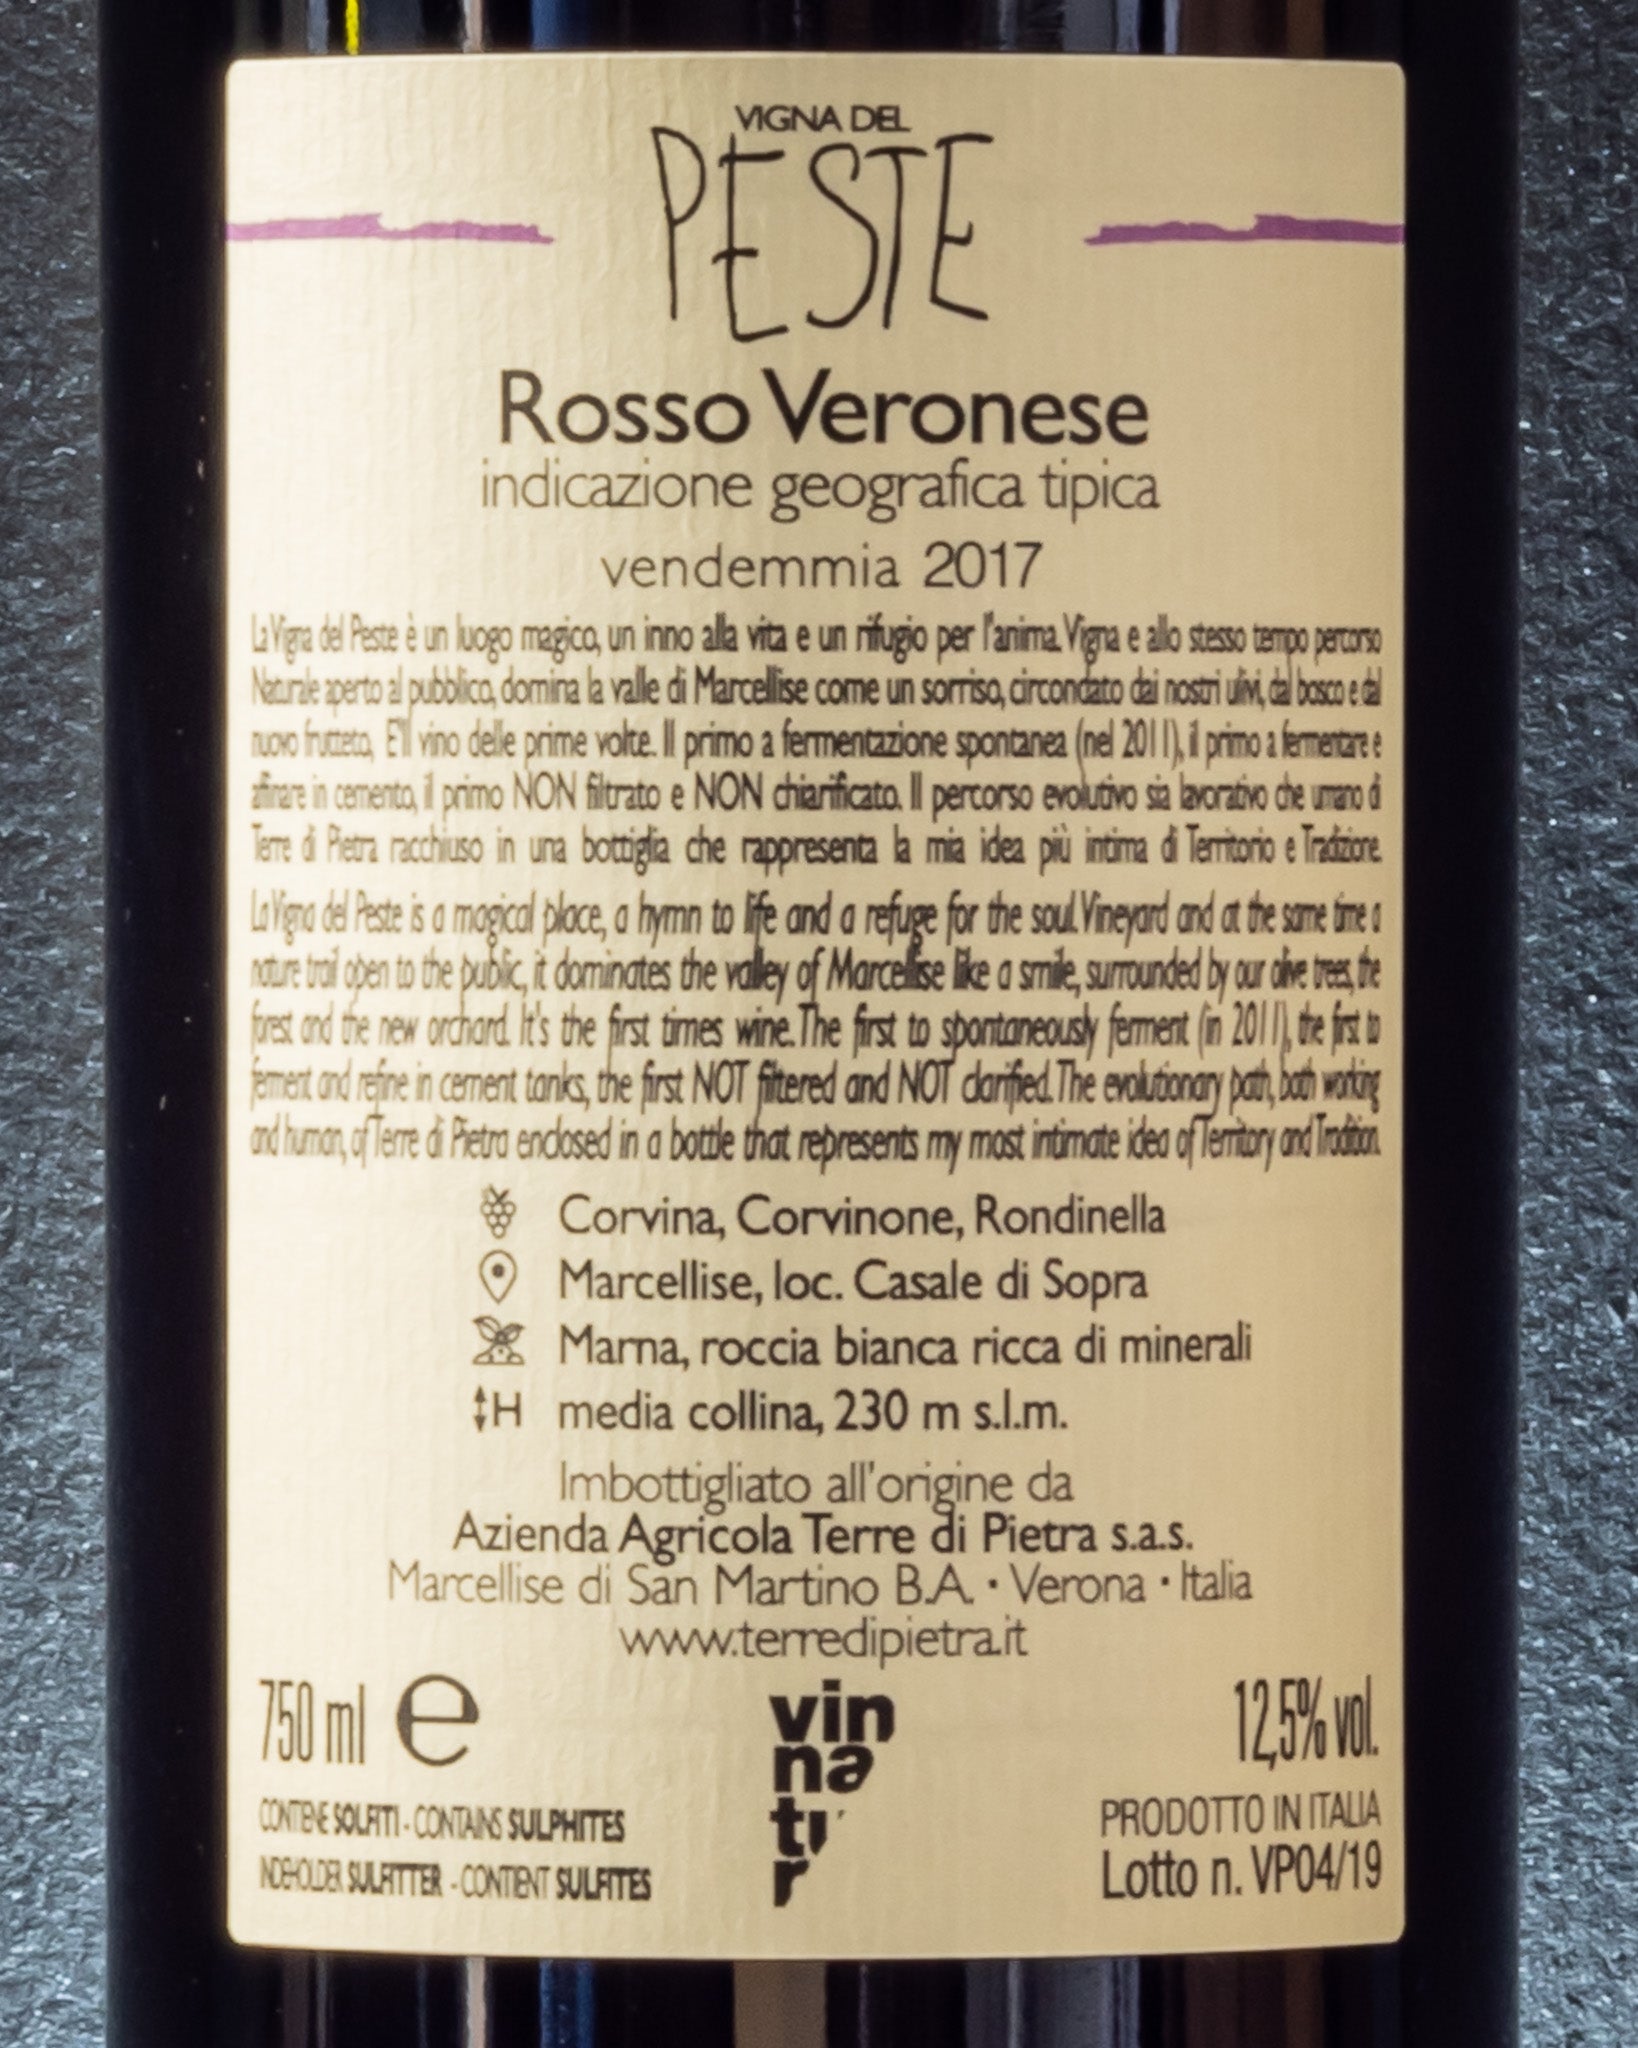 VIGNA DEL
PESTE
Rosso Veronese
indicazione geografica tipica
vendemmia 2017
La Vigna del Peste è un luogo magico, un inno alla vita e un rifugio per l'anima. Vigna e allo stesso tempo percorso
Naturale aperto al pubblico, domina la valle di Marcellise come un sorriso, circondato dai nostri ulivi, dal bosco e dal
nuovo frutteto, E'Il vino delle prime volte. Il primo a fermentazione spontanea (nel 2011), il primo a fermentare e
affinare in cemento, il primo NON filtrato e NON chiarificato. Il percorso evolutivo sia lavorativo che umano di
Terre di Pietra racchiuso in una bottiglia che rappresenta la mia idea più intima di Territorio e Tradizione.
La Vigna del Peste is a magical place, a hymn to life and a refuge for the soul. Vineyard and at the same time a
nature trail open to the public, it dominates the valley of Marcellise like a smile, surrounded by our olive trees, the
forest and the new orchard. It's the first times wine. The first to spontaneously ferment (in 2011), the first to
ferment and refine in cement tanks, the first NOT filtered and NOT clarified. The evolutionary path, both working
and human, of Terre di Pietra enclosed in a bottle that represents my most intimate idea of Territory and Tradition.
Corvina, Corvinone, Rondinella
Marcellise, loc. Casale di Sopra
Marna, roccia bianca ricca di minerali
H media collina, 230 m s.l.m.
Imbottigliato all'origine da
Azienda Agricola Terre di Pietra s.a.s.
Marcellise di San Martino B.A. • Verona • Italia
www.terredipietra.it
750 ml e
12,5% vol.
vin
na
tu
r
CONTIENE SOLFITI - CONTAINS SULPHITES
INDEHOLDER SULFITTER - CONTIENT SULFITES
PRODOTTO IN ITALIA
Lotto n. VP04/19